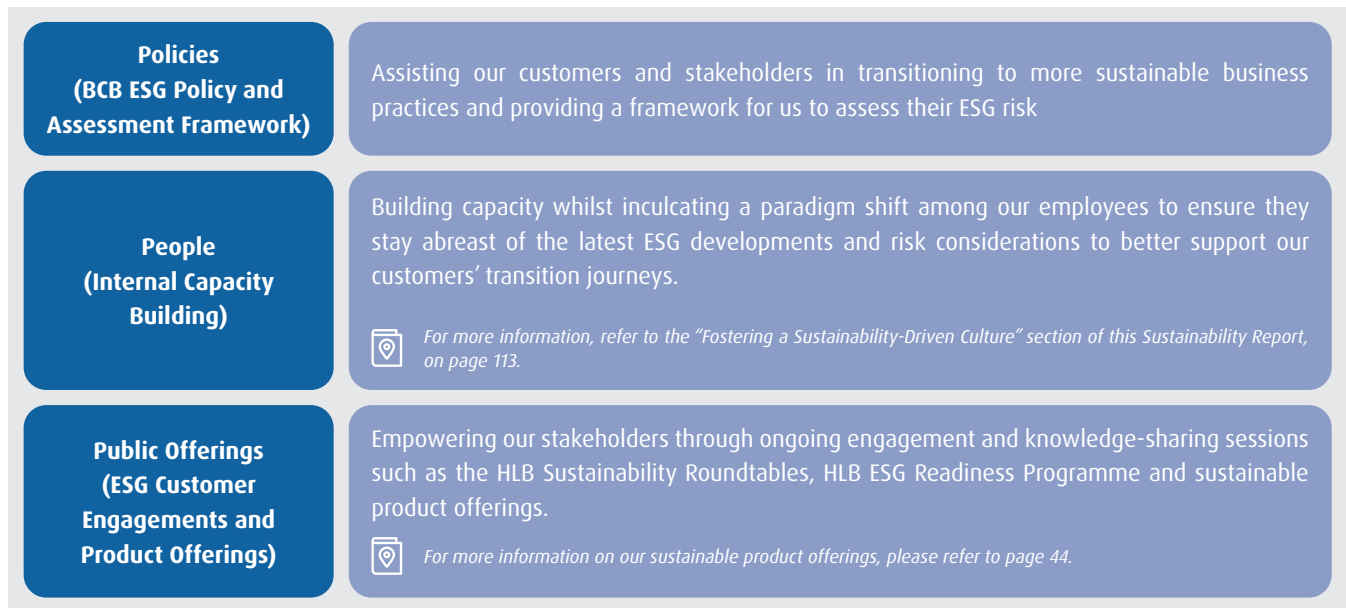 Policies
(BCB ESG Policy and
Assessment Framework)
Assisting our customers and stakeholders in transitioning to more sustainable business
practices and providing a framework for us to assess their ESG risk
People
(Internal Capacity
Building)
Building capacity whilst inculcating a paradigm shift among our employees to ensure they
stay abreast of the latest ESG developments and risk considerations to better support our
customers’ transition journeys.
For more information, refer to the “Fostering a Sustainability-Driven Culture” section of this Sustainability Report,
on page 113.
Public Offerings
(ESG Customer
Engagements and
Product Offerings)
Empowering our stakeholders through ongoing engagement and knowledge-sharing sessions
such as the HLB Sustainability Roundtables, HLB ESG Readiness Programme and sustainable
product offerings.
For more information on our sustainable product offerings, please refer to page 44.